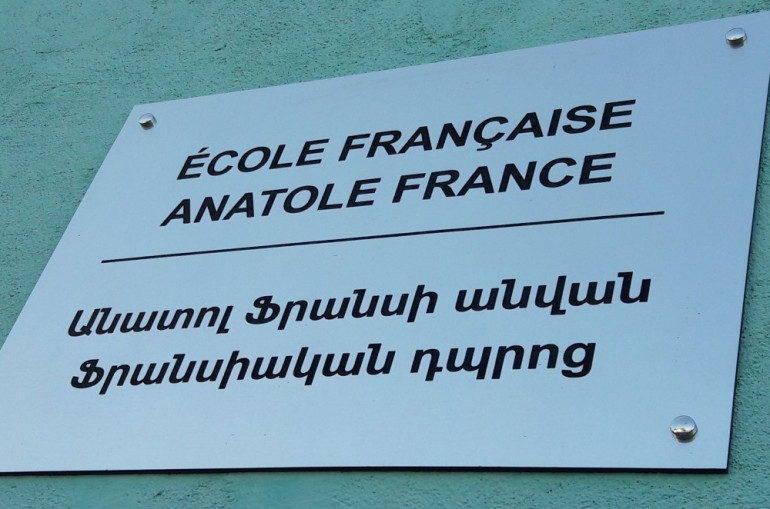 ÉCOLE FRANÇAISE
ANATOLE FRANCE
Անատոլ Ֆրանսի անվան
Ֆրանսիական դպրոց